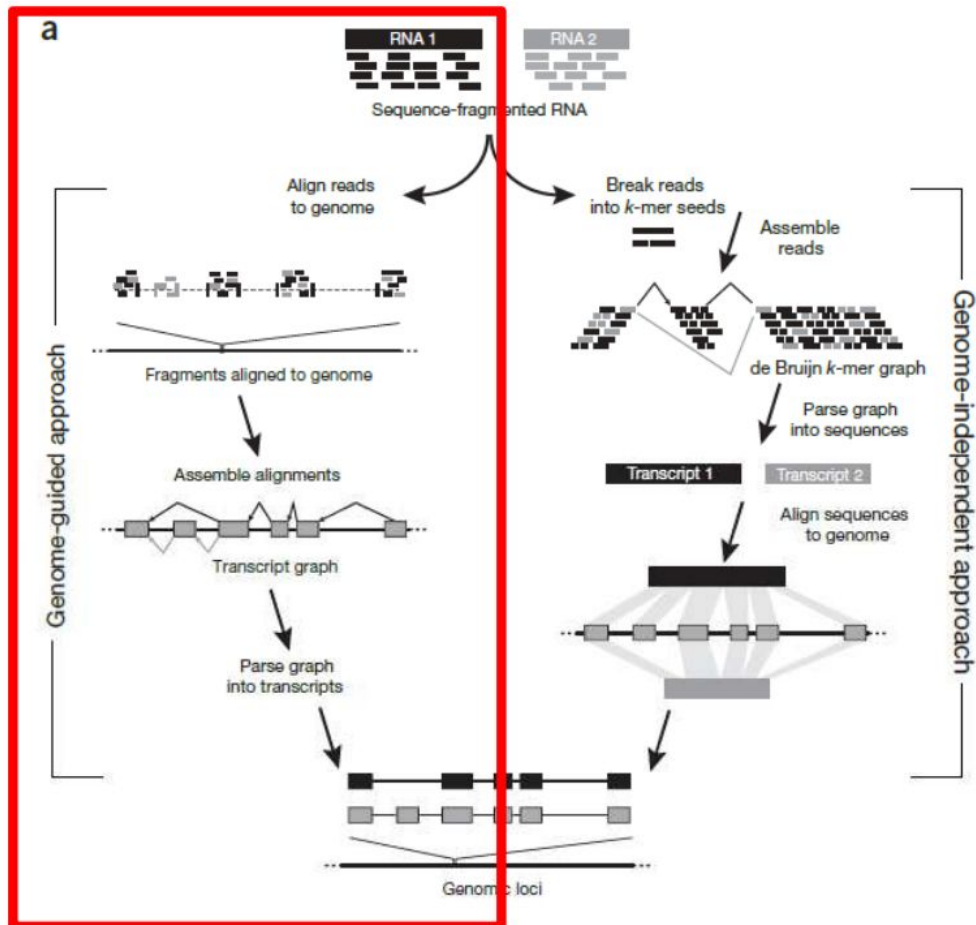 a
RNA 1
RNA 2
Sequence-fragmented RNA
Align reads
to genome
Break reads
into k-mer seeds
Assemble
reads
Fragments aligned to genome
de Bruijn k-mer graph
Parse graph
into sequences
Assemble alignments
Transcript 1
Transcript 2
Align sequences
to genome
Transcript graph
Parse graph
into transcripts
Genomic loci
Genome-guided approach
Genome-independent approach